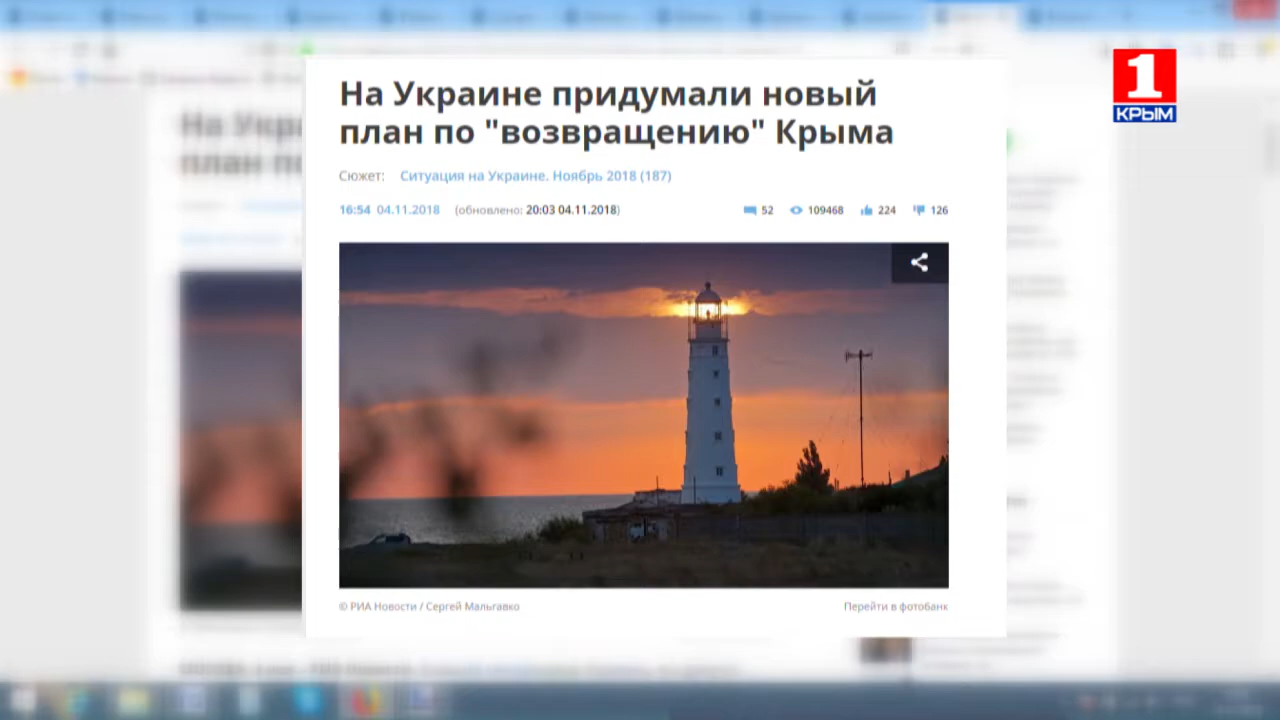 На Украине придумали новый
план по "возвращению" Крыма
Сюжет: Ситуация на Украине. Ноябрь 2018 (187)
16:54 04.11.2018 (обновлено: 20:03 04.11.2018)
52 109468 224 126
© РИА Новости / Сергей Мальгавко
Перейти в фотобанк
1
КРЫМ